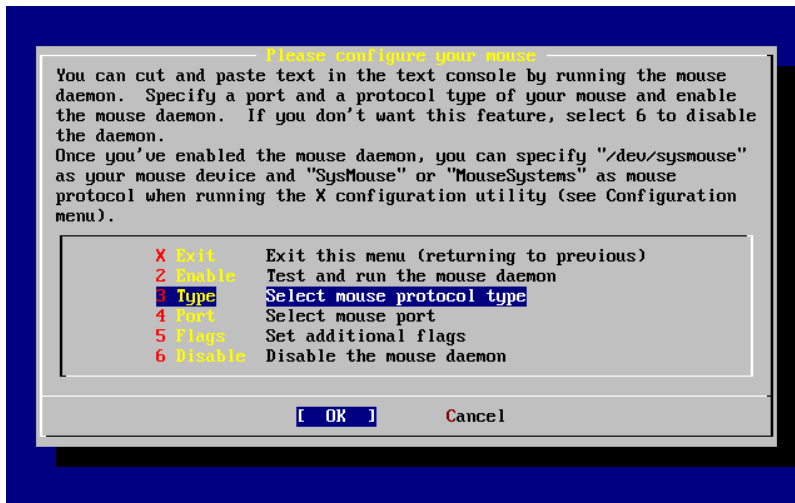 Please configure your mouse
You can cut and paste text in the text console by running the mouse
daemon.  Specify a port and a protocol type of your mouse and enable
the mouse daemon.  If you don't want this feature, select 6 to disable
the daemon.
Once you've enabled the mouse daemon, you can specify "/dev/sysmouse"
as your mouse device and "SysMouse" or "MouseSystems" as mouse
protocol when running the X configuration utility (see Configuration
menu).
X Exit     Exit this menu (returning to previous)
2 Enable   Test and run the mouse daemon
3 Type     Select mouse protocol type
4 Port     Select mouse port
5 Flags    Set additional flags
6 Disable  Disable the mouse daemon
[  OK  ]     Cancel